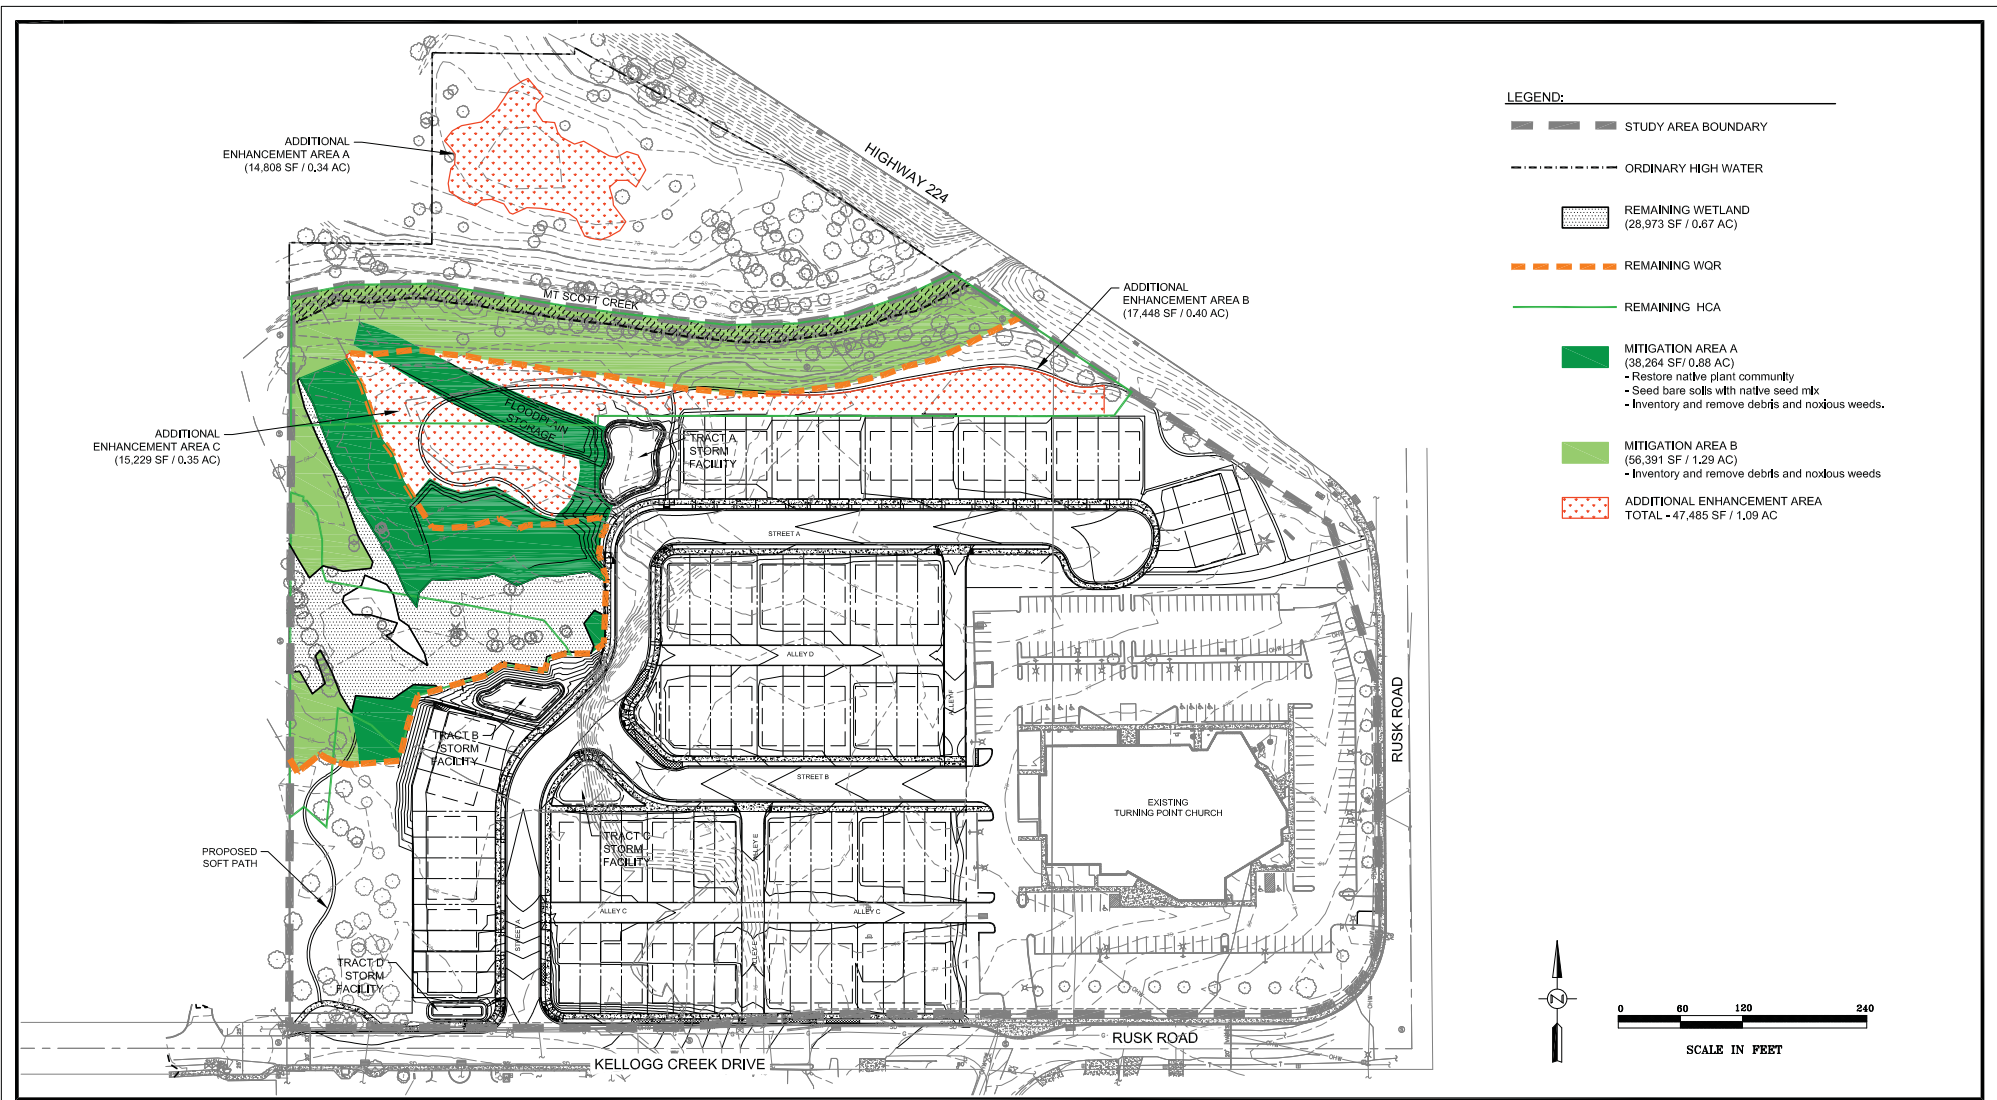 ADDITIONAL
ENHANCEMENT AREA A
(14,808 SF / 0.34 AC)
HIGHWAY 224
MT SCOTT CREEK
ADDITIONAL
ENHANCEMENT AREA B
(17,448 SF / 0.40 AC)
ADDITIONAL
ENHANCEMENT AREA C
(15,229 SF / 0.35 AC)
FLOODPLAIN
STORAGE
TRACT A
STORM
FACILITY
STREET A
ALLEY D
ALLEY F
TRACT B
STORM
FACILITY
STREET B
EXISTING
TURNING POINT CHURCH
RUSK ROAD
PROPOSED
SOFT PATH
TRACT C
STORM
FACILITY
ALLEY E
ALLEY C
ALLEY C
STREET A
ALLEY E
TRACT D
STORM
FACILITY
KELLOGG CREEK DRIVE
RUSK ROAD
LEGEND:
STUDY AREA BOUNDARY
ORDINARY HIGH WATER
REMAINING WETLAND
(28,973 SF / 0.67 AC)
REMAINING WQR
REMAINING HCA
MITIGATION AREA A
(38,264 SF/ 0.88 AC)
- Restore native plant community
- Seed bare soils with native seed mix
- Inventory and remove debris and noxious weeds.
MITIGATION AREA B
(56,391 SF / 1.29 AC)
- Inventory and remove debris and noxious weeds
ADDITIONAL ENHANCEMENT AREA
TOTAL - 47,485 SF / 1.09 AC
Z
0 60 120 240
SCALE IN FEET